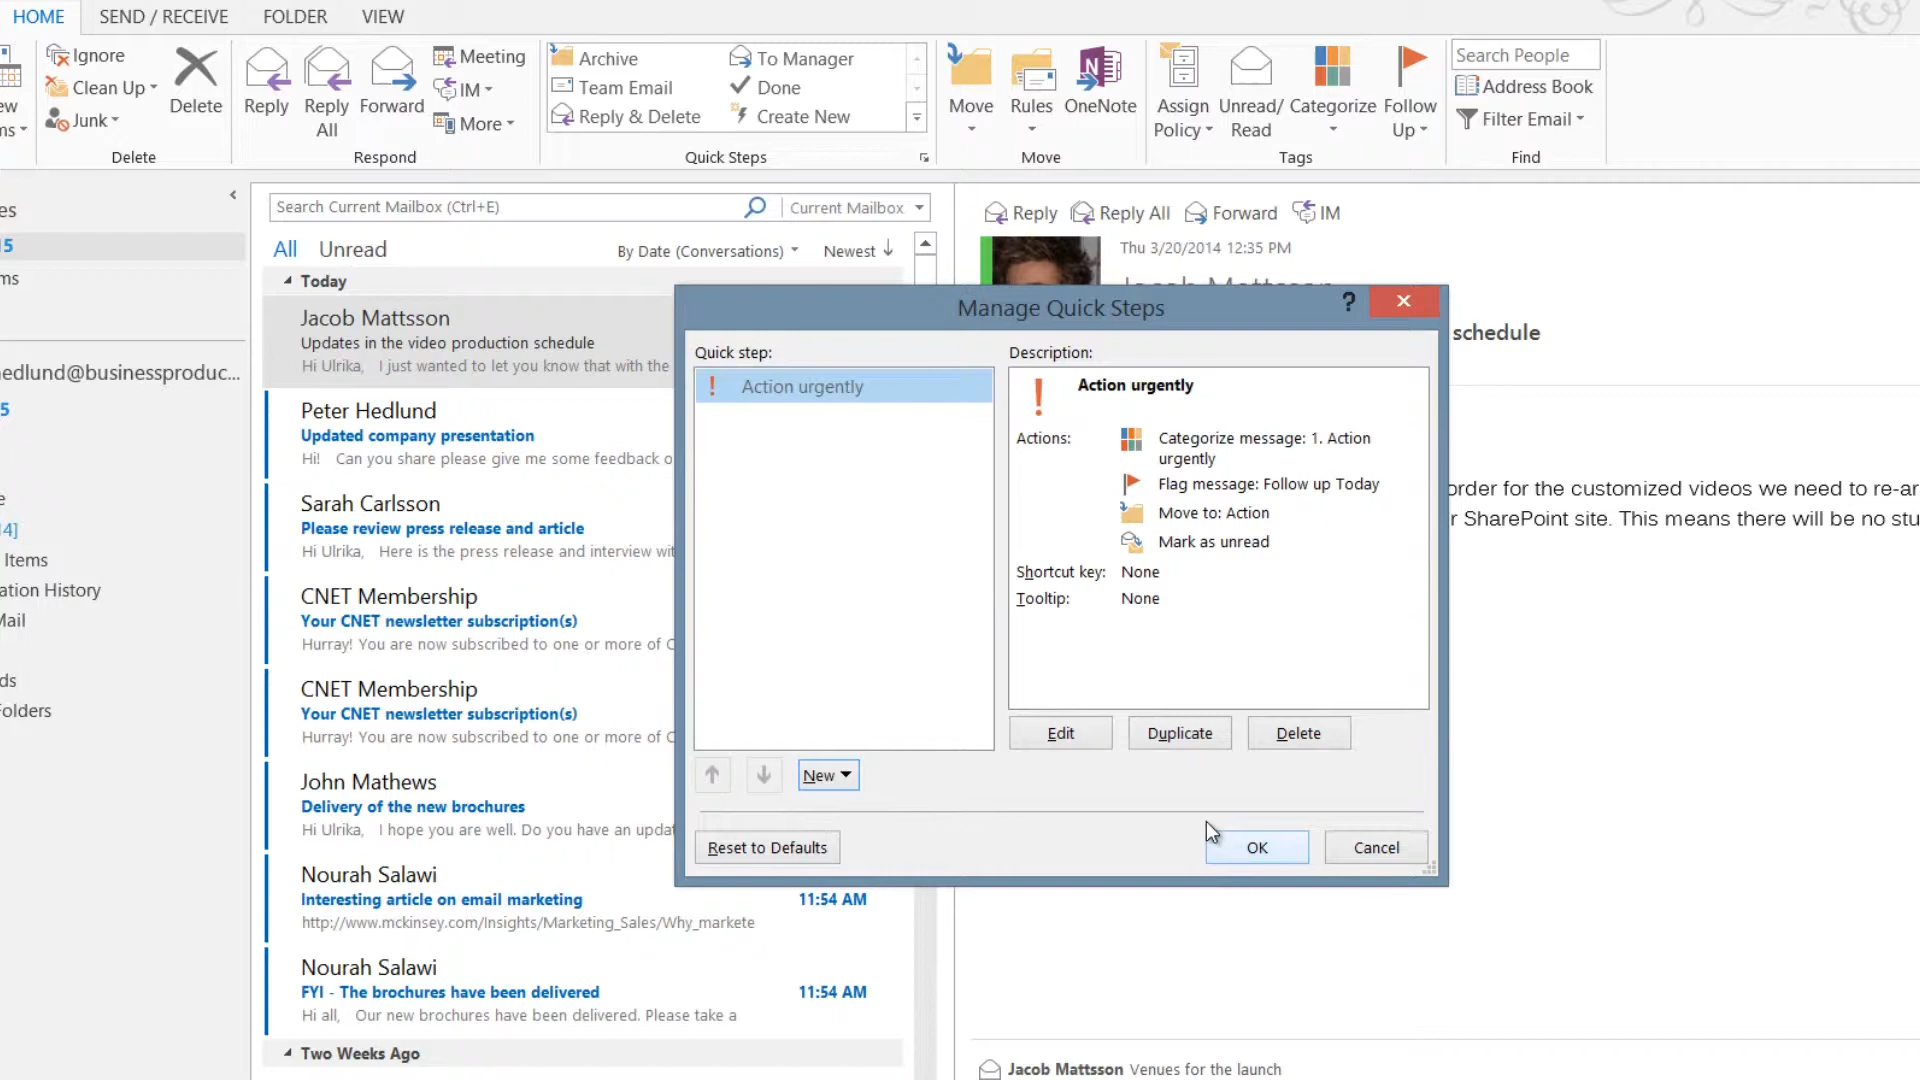 HOME SEND / RECEIVE FOLDER VIEW
Ignore
Clean Up
Junk
Delete
Delete
Reply
Reply All
Forward
Meeting
IM
More
Respond
Archive
Team Email
Reply & Delete
To Manager
Done
Create New
Quick Steps
Move
Rules
OneNote
Move
Assign Policy
Unread/ Read
Categorize
Follow Up
Tags
Search People
Address Book
Filter Email
Find
ew
ms
es
15
ms
edlund@businessproduc...
5
e
14]
Items
ation History
Mail
ds
Folders
Search Current Mailbox (Ctrl+E)
Current Mailbox
All Unread
By Date (Conversations) Newest
Today
Jacob Mattsson
Updates in the video production schedule
Hi Ulrika, I just wanted to let you know that with the
Peter Hedlund
Updated company presentation
Hi! Can you share please give me some feedback o
Sarah Carlsson
Please review press release and article
Hi Ulrika, Here is the press release and interview wit
CNET Membership
Your CNET newsletter subscription(s)
Hurray! You are now subscribed to one or more of C
CNET Membership
Your CNET newsletter subscription(s)
Hurray! You are now subscribed to one or more of C
John Mathews
Delivery of the new brochures
Hi Ulrika, I hope you are well. Do you have an updat
Nourah Salawi
Interesting article on email marketing 11:54 AM
http://www.mckinsey.com/Insights/Marketing_Sales/Why_markete
Nourah Salawi
FYI - The brochures have been delivered 11:54 AM
Hi all, Our new brochures have been delivered. Please take a
Two Weeks Ago
Reply Reply All Forward IM
Thu 3/20/2014 12:35 PM
Jacob Mattsson
schedule
order for the customized videos we need to re-ar
r SharePoint site. This means there will be no stu
Jacob Mattsson Venues for the launch
Manage Quick Steps
?
Quick step:
Action urgently
New
Reset to Defaults
Description:
Action urgently
Actions: Categorize message: 1. Action
urgently
Flag message: Follow up Today
Move to: Action
Mark as unread
Shortcut key: None
Tooltip: None
Edit Duplicate Delete
OK Cancel